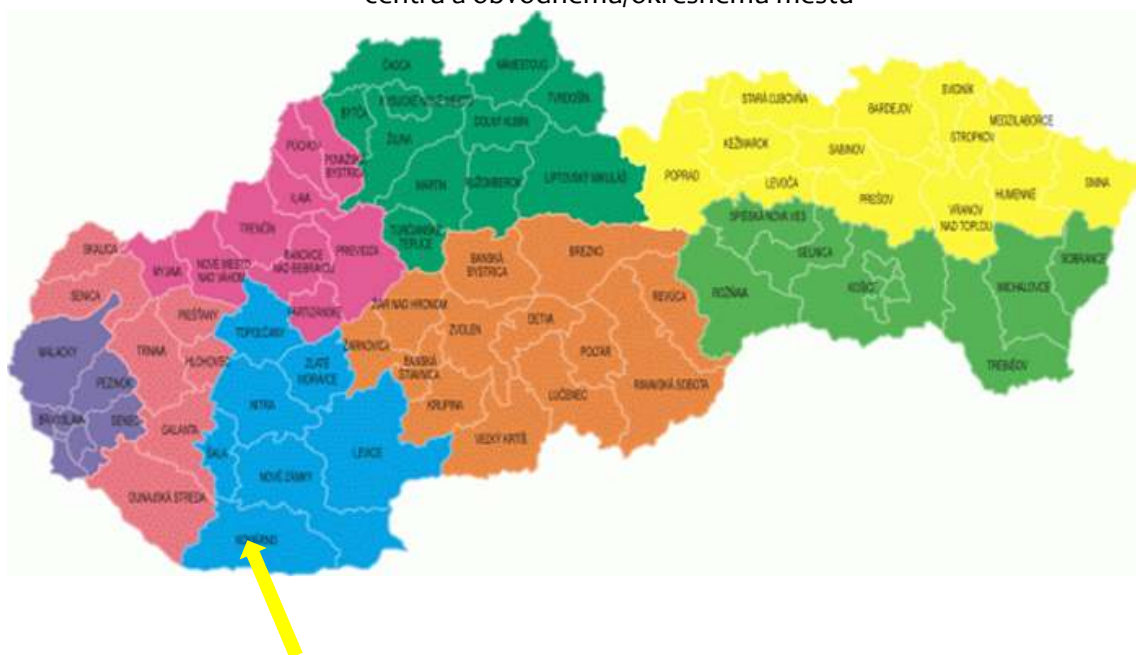 centru a obvodnému/okresnému mestu
ČADCA
NÁMESTOVO
TVRDOŠÍN
BYTČA
KYSUCKÉ NOVÉ MESTO
DOLNÝ KUBÍN
ŽILINA
MARTIN
RUŽOMBEROK
LIPTOVSKÝ MIKULÁŠ
TURČIANSKE
TEPLICE
PÚCHOV
POVAŽSKÁ
BYSTRICA
ILAVA
TRENČÍN
BÁNOVCE
NAD BEBRAVOU
PRIEVIDZA
MYJAVA
NOVÉ MESTO
NAD VÁHOM
PARTIZÁNSKE
STARÁ ĽUBOVŇA
BARDEJOV
SVIDNÍK
MEDZILABORCE
STROPKOV
KEŽMAROK
SABINOV
POPRAD
LEVOČA
PREŠOV
HUMENNÉ
SNINA
VRANOV
NAD TOPĽOU
SPIŠSKÁ NOVÁ VES
GELNICA
ROŽŇAVA
KOŠICE
MICHALOVCE
SOBRANCE
TREBIŠOV
BANSKÁ
BYSTRICA
BREZNO
REVÚCA
ŽIAR NAD HRONOM
ZVOLEN
DETVA
POLTÁR
ŽARNOVICA
BANSKÁ
ŠTIAVNICA
KRUPINA
LUČENEC
RIMAVSKÁ SOBOTA
VEĽKÝ KRTÍŠ
SKALICA
SENICA
PIEŠŤANY
TRNAVA
HLOHOVEC
GALANTA
DUNAJSKÁ STREDA
MALACKY
PEZINOK
BRATISLAVA
SENEC
TOPOĽČANY
ZLATÉ
MORAVCE
NITRA
ŠAĽA
LEVICE
NOVÉ ZÁMKY
KOMÁRNO